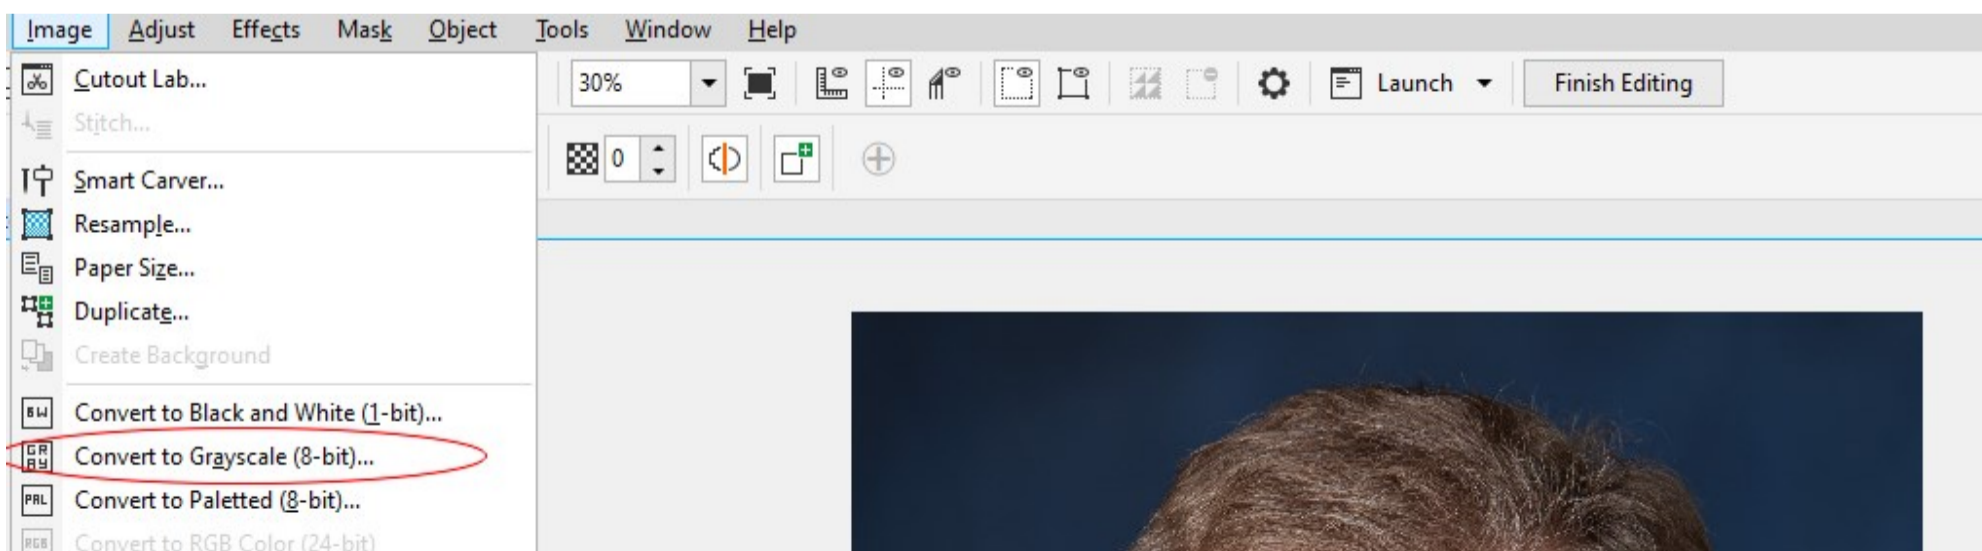 Image Adjust Effects Mask Object Tools Window Help
Cutout Lab...
30%
Launch
Finish Editing
Stitch...
0
Smart Carver...
Resample...
Paper Size...
Duplicate...
Create Background
BW Convert to Black and White (1-bit)...
GRAY Convert to Grayscale (8-bit)...
PAL Convert to Paletted (8-bit)...
RGB Convert to RGB Color (24-bit)